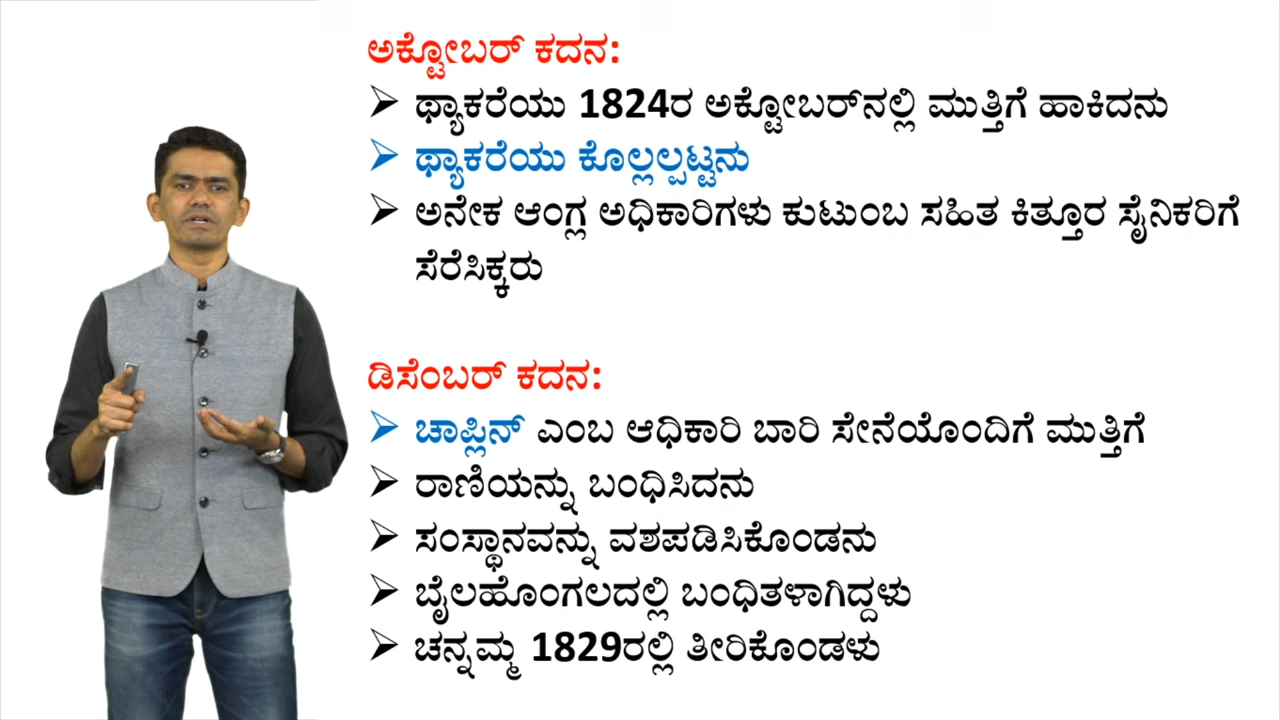 ಅಕ್ಟೋಬರ್ ಕದನ:
ಥ್ಯಾಕರೆಯು 1824ರ ಅಕ್ಟೋಬರ್‌ನಲ್ಲಿ ಮುತ್ತಿಗೆ ಹಾಕಿದನು
ಥ್ಯಾಕರೆಯು ಕೊಲ್ಲಲ್ಪಟ್ಟನು
ಅನೇಕ ಆಂಗ್ಲ ಅಧಿಕಾರಿಗಳು ಕುಟುಂಬ ಸಹಿತ ಕಿತ್ತೂರ ಸೈನಿಕರಿಗೆ
ಸೆರೆಸಿಕ್ಕರು
ಡಿಸೆಂಬರ್ ಕದನ:
ಚಾಪ್ಲಿನ್ ಎಂಬ ಆಧಿಕಾರಿ ಬಾರಿ ಸೇನೆಯೊಂದಿಗೆ ಮುತ್ತಿಗೆ
ರಾಣಿಯನ್ನು ಬಂಧಿಸಿದನು
ಸಂಸ್ಥಾನವನ್ನು ವಶಪಡಿಸಿಕೊಂಡನು
ಬೈಲಹೊಂಗಲದಲ್ಲಿ ಬಂಧಿತಳಾಗಿದ್ದಳು
ಚನ್ನಮ್ಮ 1829ರಲ್ಲಿ ತೀರಿಕೊಂಡಳು